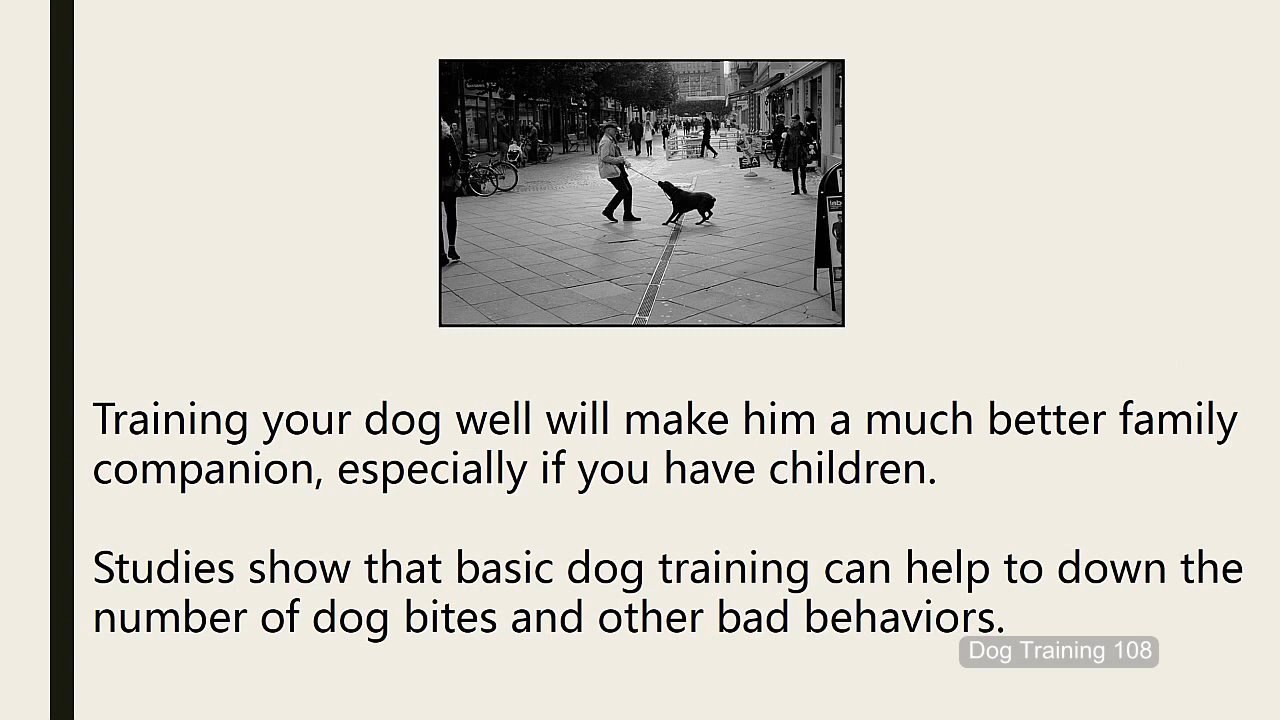 Training your dog well will make him a much better family
companion, especially if you have children.
Studies show that basic dog training can help to down the
number of dog bites and other bad behaviors.
Dog Training 108